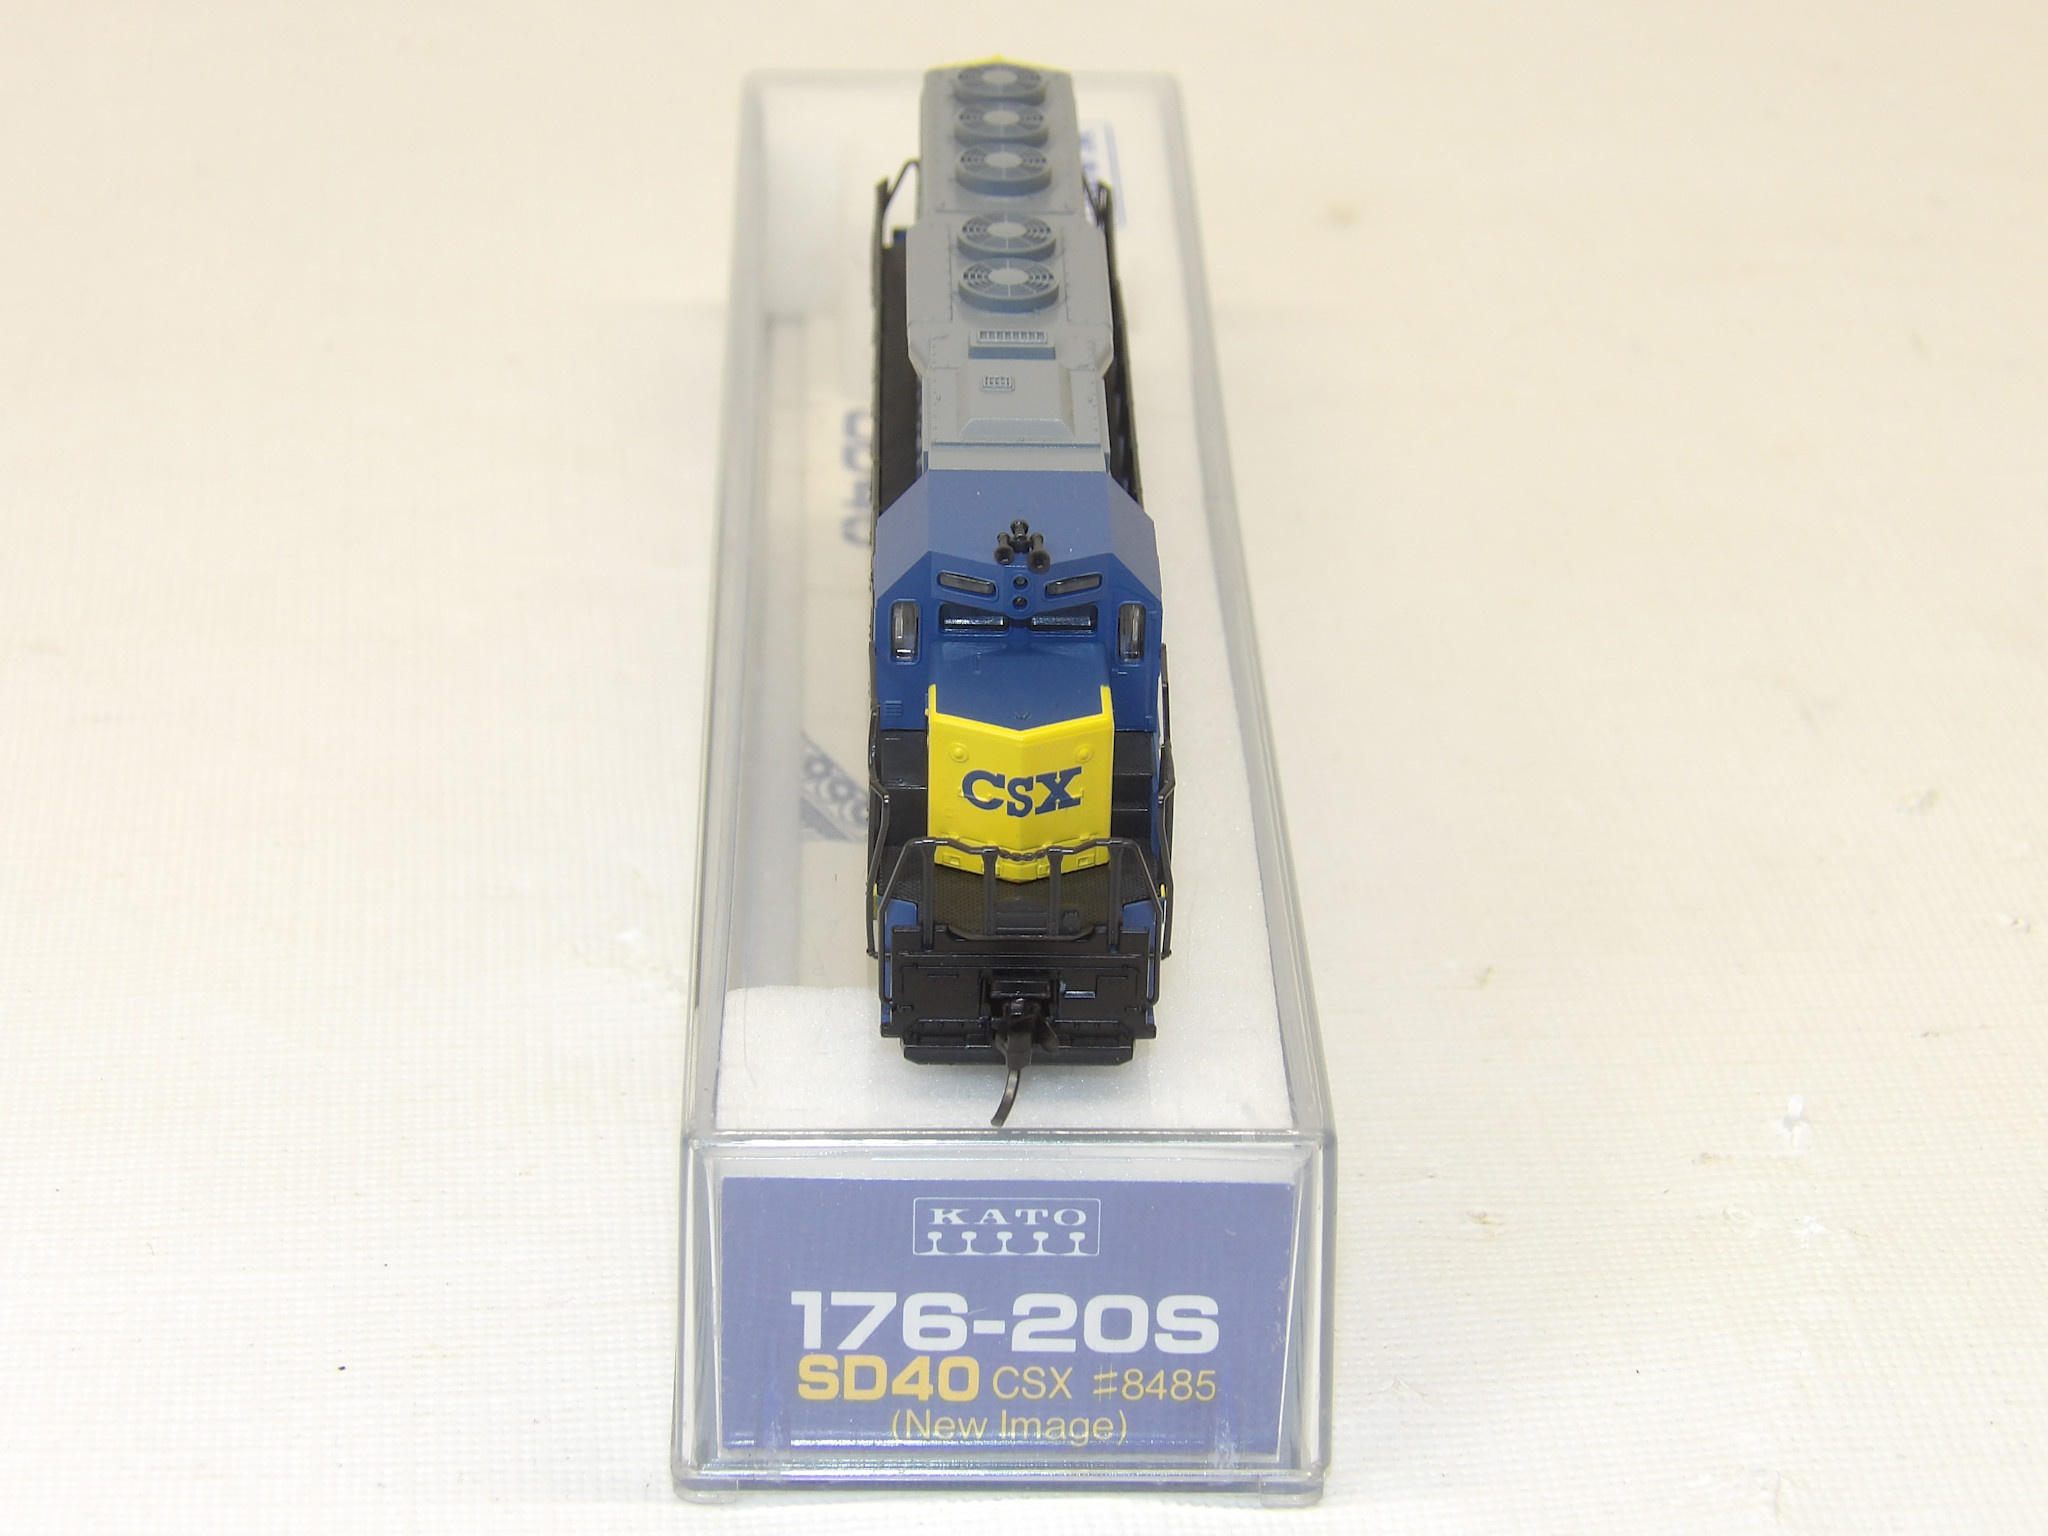 CSX
KATO
176-20S
SD40 CSX #8485
(New Image)